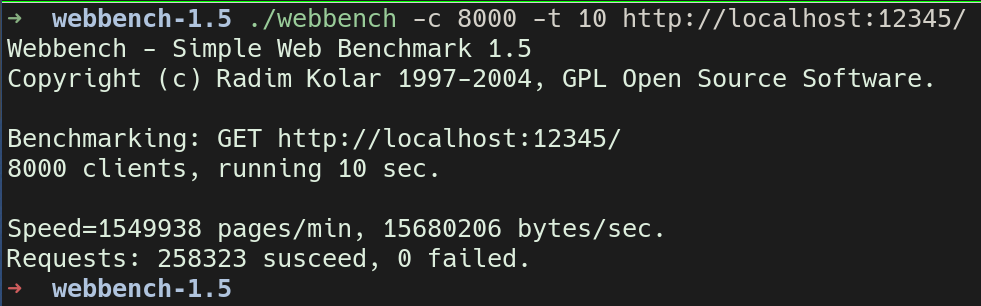 ➜  webbench-1.5 ./webbench -c 8000 -t 10 http://localhost:12345/
Webbench - Simple Web Benchmark 1.5
Copyright (c) Radim Kolar 1997-2004, GPL Open Source Software.

Benchmarking: GET http://localhost:12345/
8000 clients, running 10 sec.

Speed=1549938 pages/min, 15680206 bytes/sec.
Requests: 258323 susceed, 0 failed.
➜  webbench-1.5